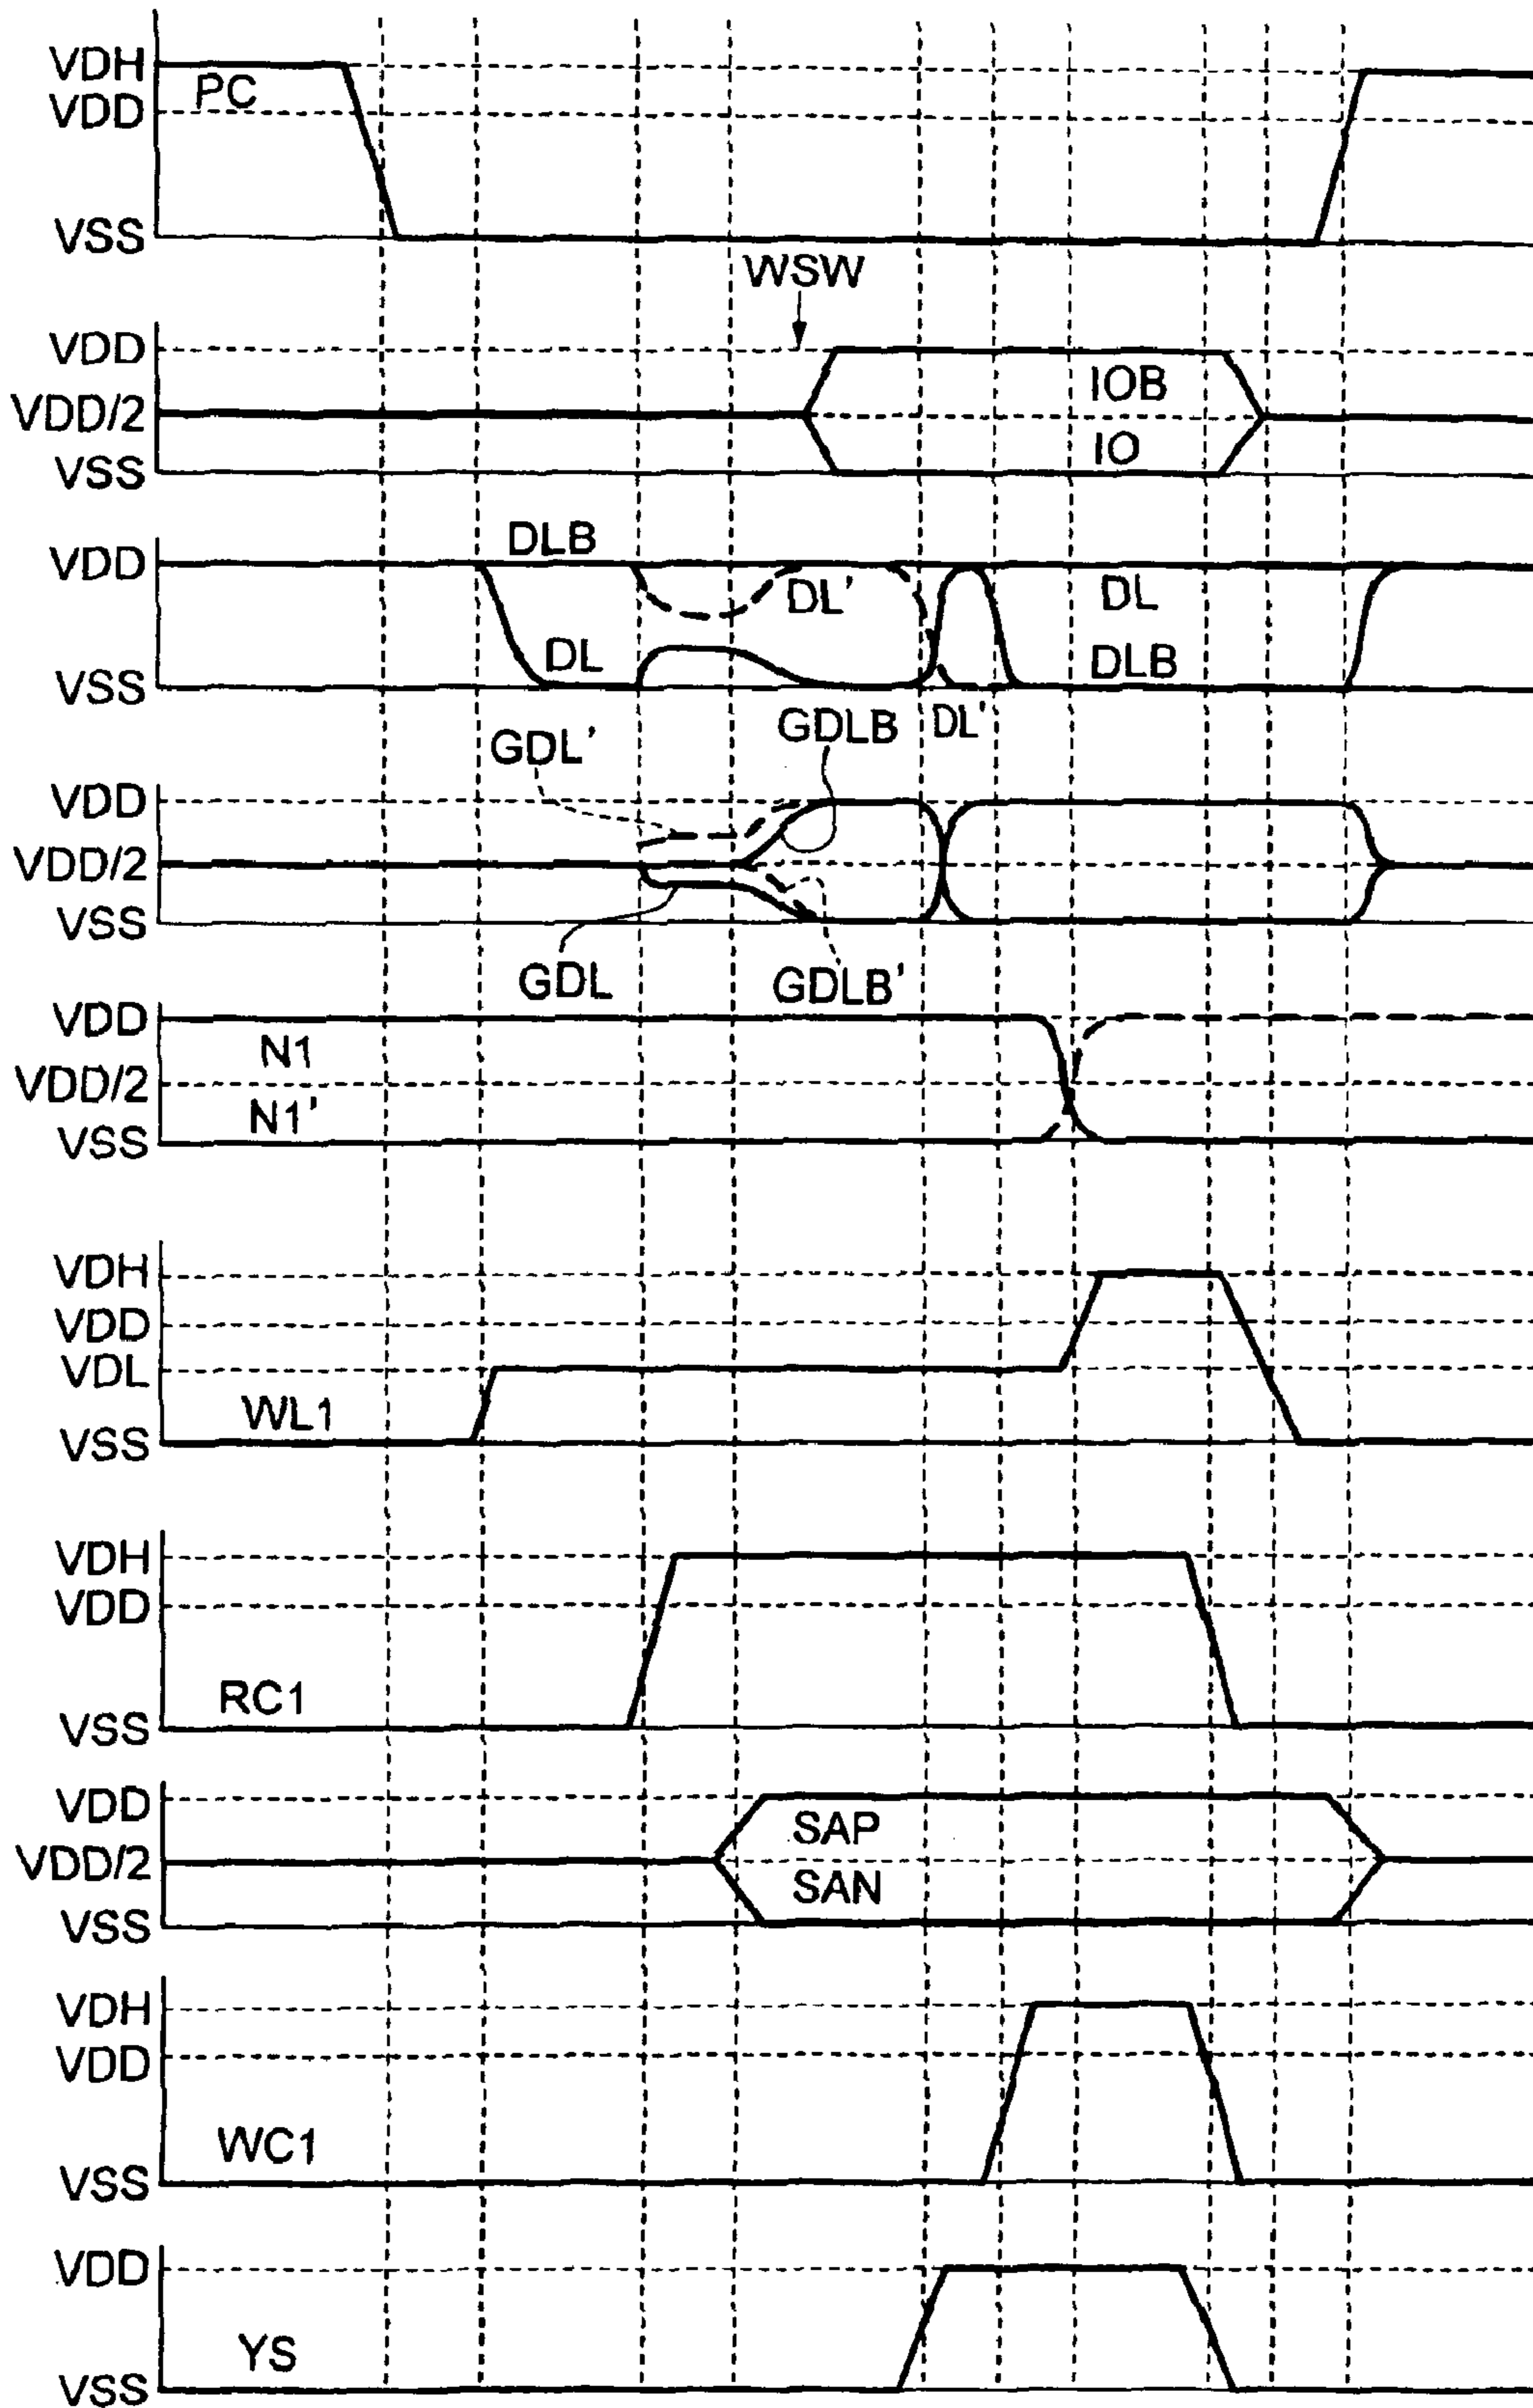 VDH
PC
VDD
VSS
WSW
VDD
IOB
VDD/2
IO
VSS
DLB
VDD
DL'
DL
DL
DLB
VSS
DL'
GDLB
GDL'
VDD
VDD/2
VSS
GDL
GDLB'
VDD
N1
VDD/2
N1'
VSS
VDH
VDD
VDL
WL1
VSS
VDH
VDD
RC1
VSS
VDD
SAP
VDD/2
SAN
VSS
VDH
VDD
WC1
VSS
VDD
YS
VSS